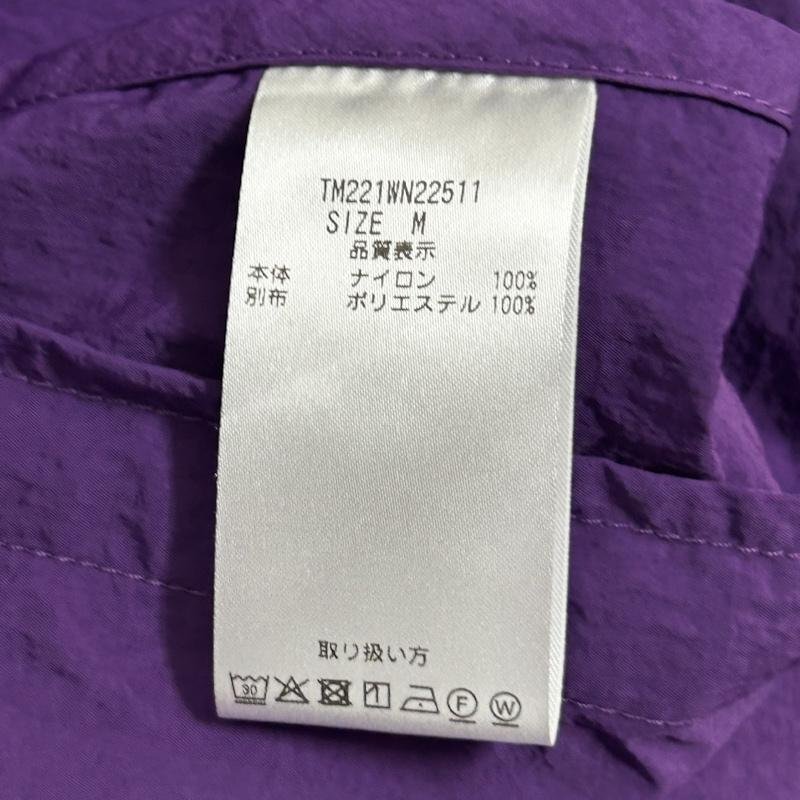 TM221WN22511
SIZE M
品質表示
本体 ナイロン 100%
別布 ポリエステル 100%
取り扱い方
30 F W